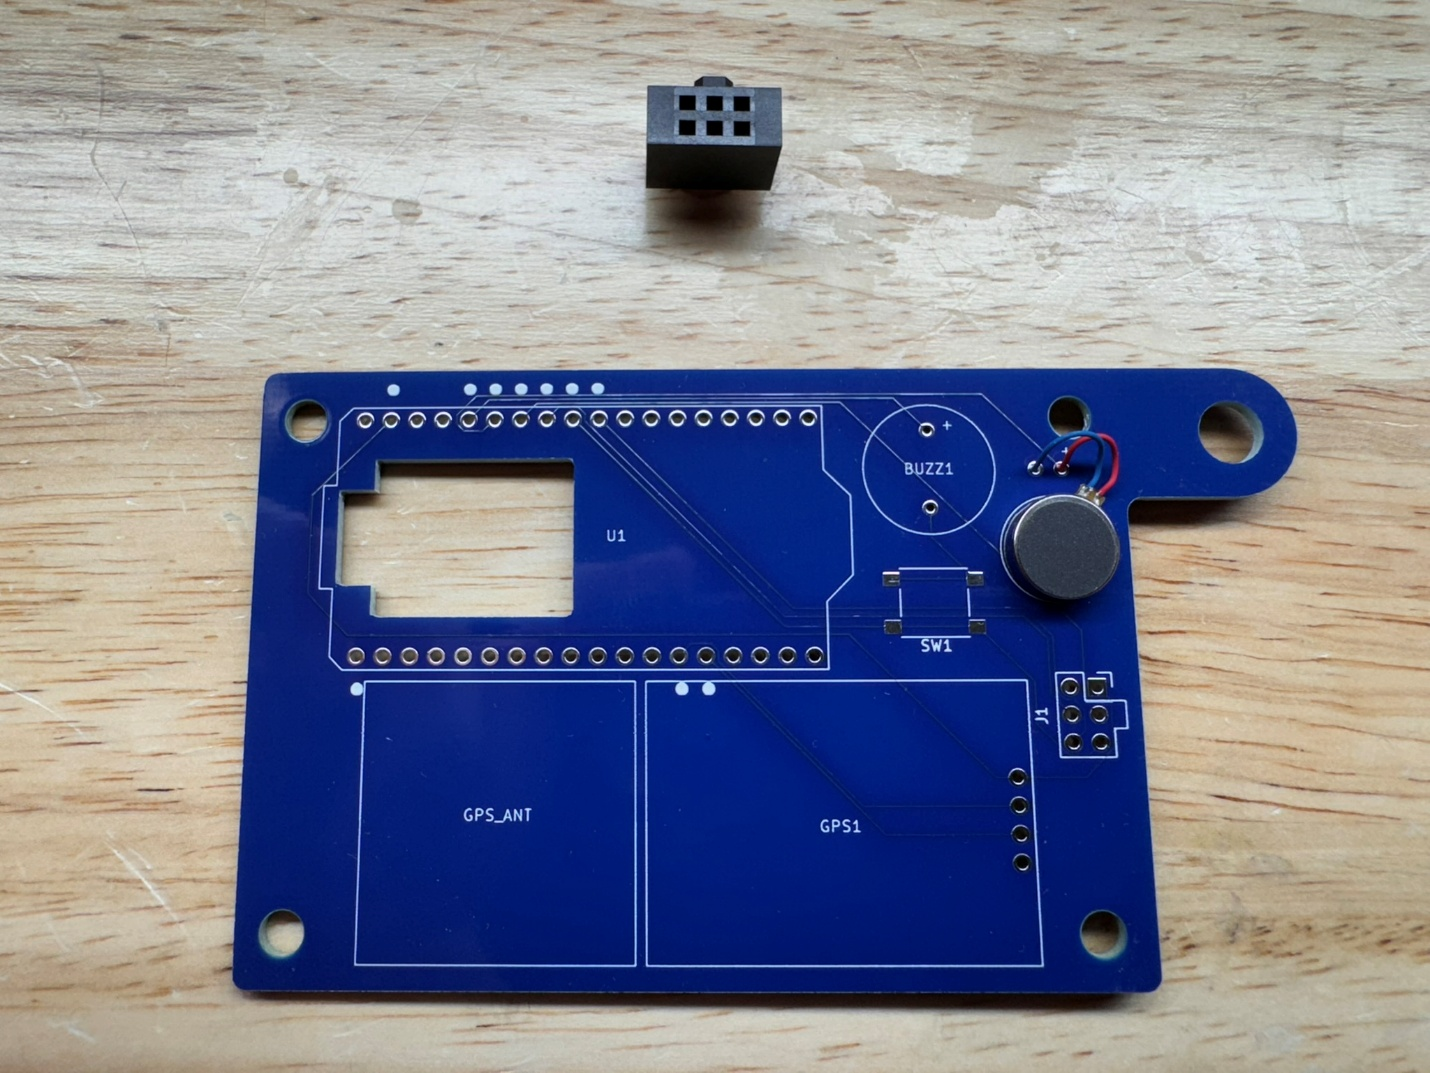 +
BUZZ1
+
U1
SW1
J1
GPS_ANT
GPS1